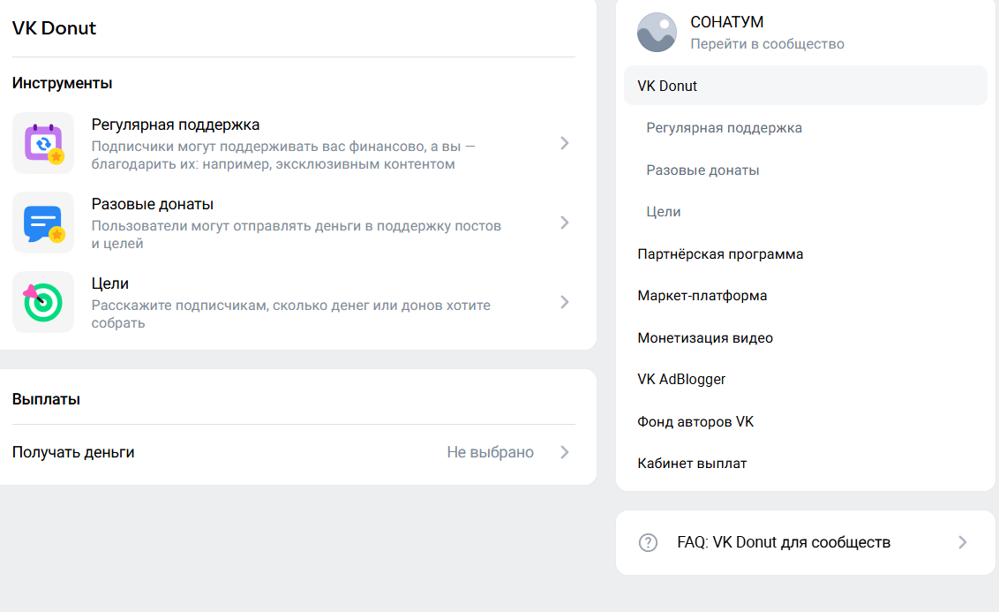 VK Donut
Инструменты
Регулярная поддержка
Подписчики могут поддерживать вас финансово, а вы —
благодарить их: например, эксклюзивным контентом
Разовые донаты
Пользователи могут отправлять деньги в поддержку постов
и целей
Цели
Расскажите подписчикам, сколько денег или донов хотите
собрать
Выплаты
Получать деньги
Не выбрано
СОНАТУМ
Перейти в сообщество
VK Donut
Регулярная поддержка
Разовые донаты
Цели
Партнёрская программа
Маркет-платформа
Монетизация видео
VK AdBlogger
Фонд авторов VK
Кабинет выплат
FAQ: VK Donut для сообществ